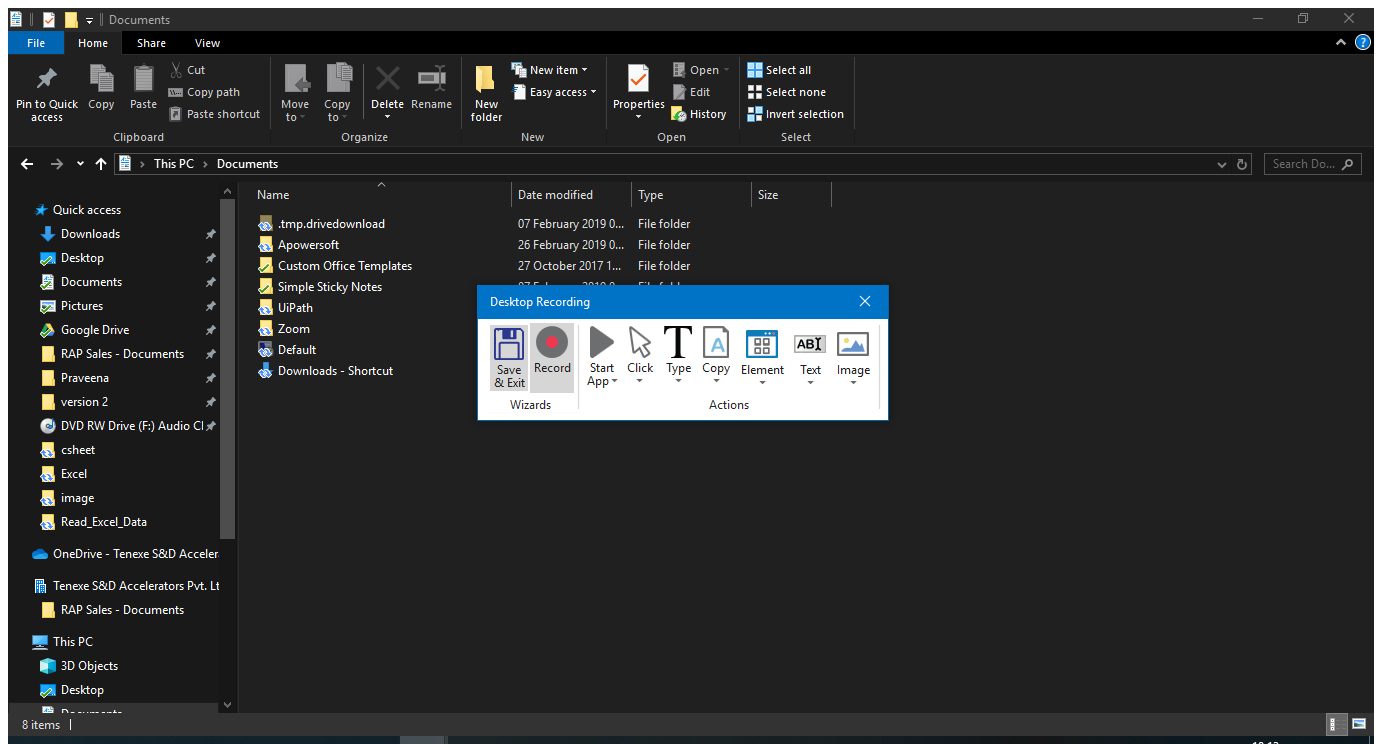 Documents
File Home Share View
Pin to Quick access
Copy
Paste
Cut
Copy path
Paste shortcut
Clipboard
Move to
Copy to
Delete
Rename
Organize
New folder
New item
Easy access
New
Properties
Open
Edit
History
Open
Select all
Select none
Invert selection
Select
This PC > Documents
Search Do...
Name Date modified Type Size
.tmp.drivedownload 07 February 2019 0... File folder
Apowersoft 26 February 2019 0... File folder
Custom Office Templates 27 October 2017 1... File folder
Simple Sticky Notes
UiPath
Zoom
Default
Downloads - Shortcut
Quick access
Downloads
Desktop
Documents
Pictures
Google Drive
RAP Sales - Documents
Praveena
version 2
DVD RW Drive (F:) Audio CI
csheet
Excel
image
Read_Excel_Data
OneDrive - Tenexe S&D Acceler
Tenexe S&D Accelerators Pvt. Lt
RAP Sales - Documents
This PC
3D Objects
Desktop
Documents
8 items
Desktop Recording
Save & Exit
Record
Wizards
Start App
Click
T
Type
A
Copy
Element
ABI
Text
Image
Actions